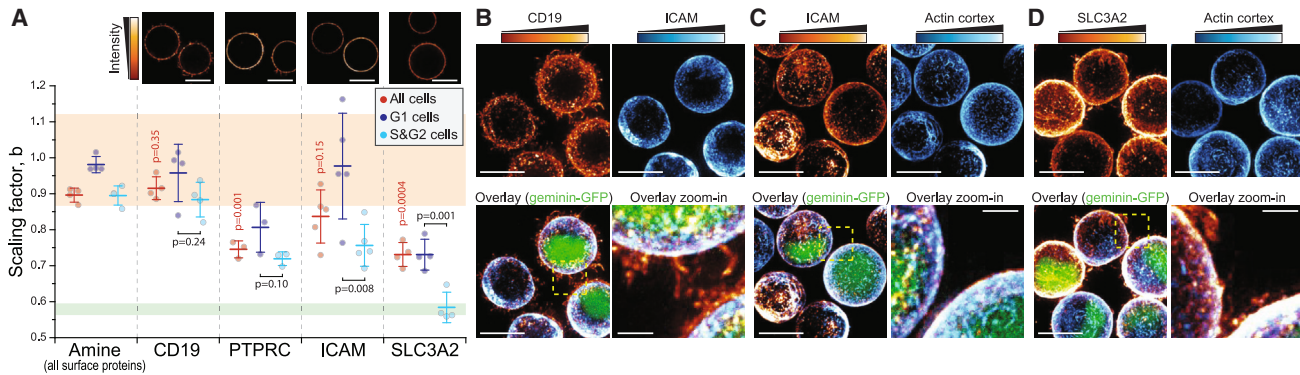 A
Intensity
All cells
G1 cells
S&G2 cells
Scaling factor, b
1.2
1.1
1.0
0.9
0.8
0.7
0.6
0.5
p=0.35
p=0.24
p=0.001
p=0.10
p=0.15
p=0.008
p=0.0004
p=0.001
Amine
(all surface proteins)
CD19
PTPRC
ICAM
SLC3A2
B
CD19
ICAM
Overlay (geminin-GFP)
Overlay zoom-in
C
ICAM
Actin cortex
Overlay (geminin-GFP)
Overlay zoom-in
D
SLC3A2
Actin cortex
Overlay (geminin-GFP)
Overlay zoom-in